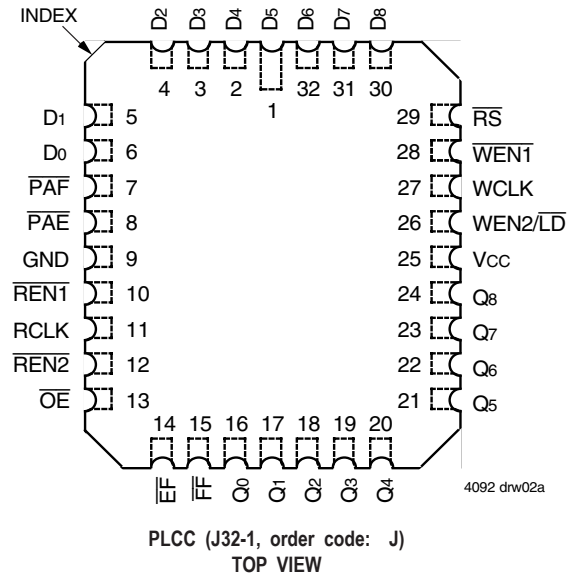 INDEX
D2 D3 D4 D5 D6 D7 D8
4 3 2 1 32 31 30
D1 5
D0 6
PAF 7
PAE 8
GND 9
REN1 10
RCLK 11
REN2 12
OE 13
29 RS
28 WEN1
27 WCLK
26 WEN2/LD
25 VCC
24 Q8
23 Q7
22 Q6
21 Q5
14 15 16 17 18 19 20
EF FF Q0 Q1 Q2 Q3 Q4
4092 drw02a
PLCC (J32-1, order code: J)
TOP VIEW